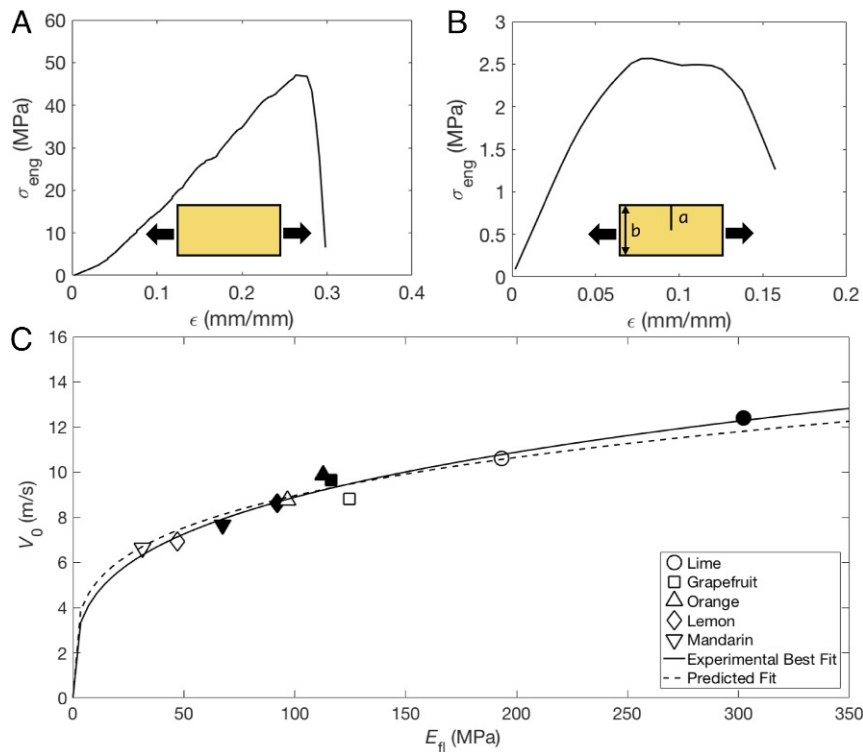 A
60
50
40
30
20
10
0
σeng (MPa)
0 0.1 0.2 0.3 0.4
ϵ (mm/mm)
B
3
2.5
2
1.5
1
0.5
0
σeng (MPa)
b a
0 0.05 0.1 0.15 0.2
ϵ (mm/mm)
C
16
14
12
10
8
6
4
2
0
V0 (m/s)
Lime
Grapefruit
Orange
Lemon
Mandarin
Experimental Best Fit
Predicted Fit
0 50 100 150 200 250 300 350
Efl (MPa)